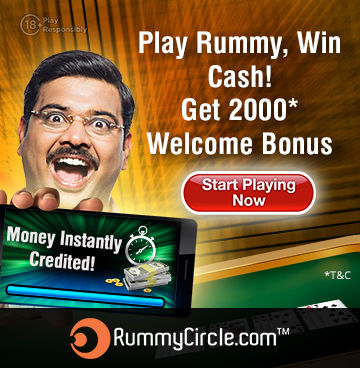 18+ Play
Responsibly
Play Rummy, Win
Cash!
Get 2000*
Welcome Bonus
Start Playing
Now
Money Instantly
Credited!
*T&C
RummyCircle.com™